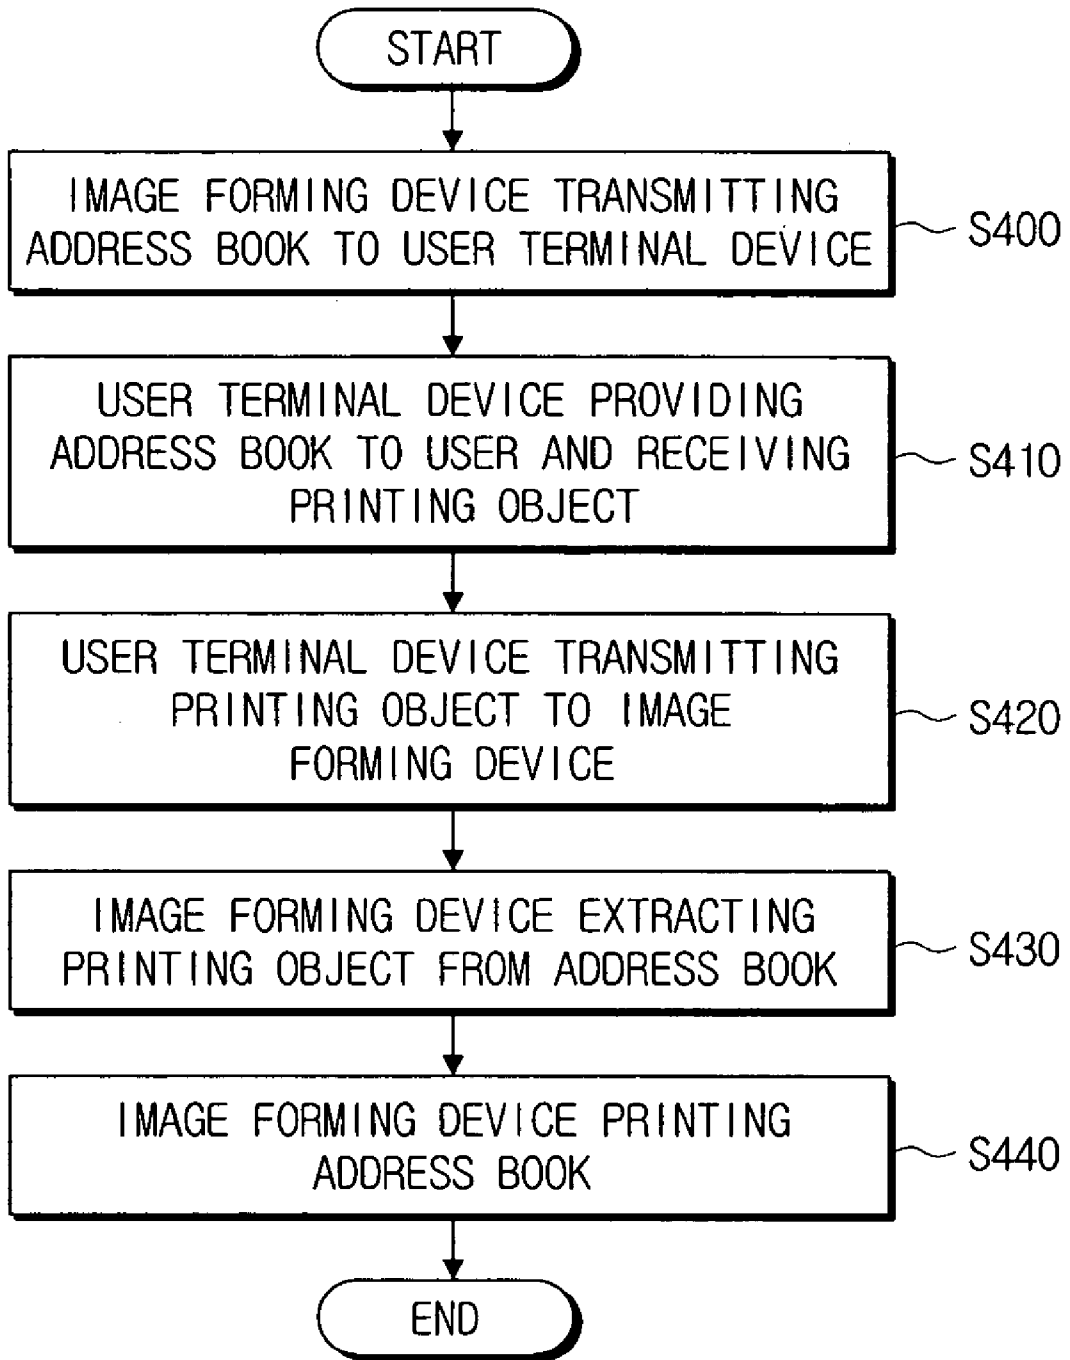 START
IMAGE FORMING DEVICE TRANSMITTING
ADDRESS BOOK TO USER TERMINAL DEVICE
S400
USER TERMINAL DEVICE PROVIDING
ADDRESS BOOK TO USER AND RECEIVING
PRINTING OBJECT
S410
USER TERMINAL DEVICE TRANSMITTING
PRINTING OBJECT TO IMAGE
FORMING DEVICE
S420
IMAGE FORMING DEVICE EXTRACTING
PRINTING OBJECT FROM ADDRESS BOOK
S430
IMAGE FORMING DEVICE PRINTING
ADDRESS BOOK
S440
END